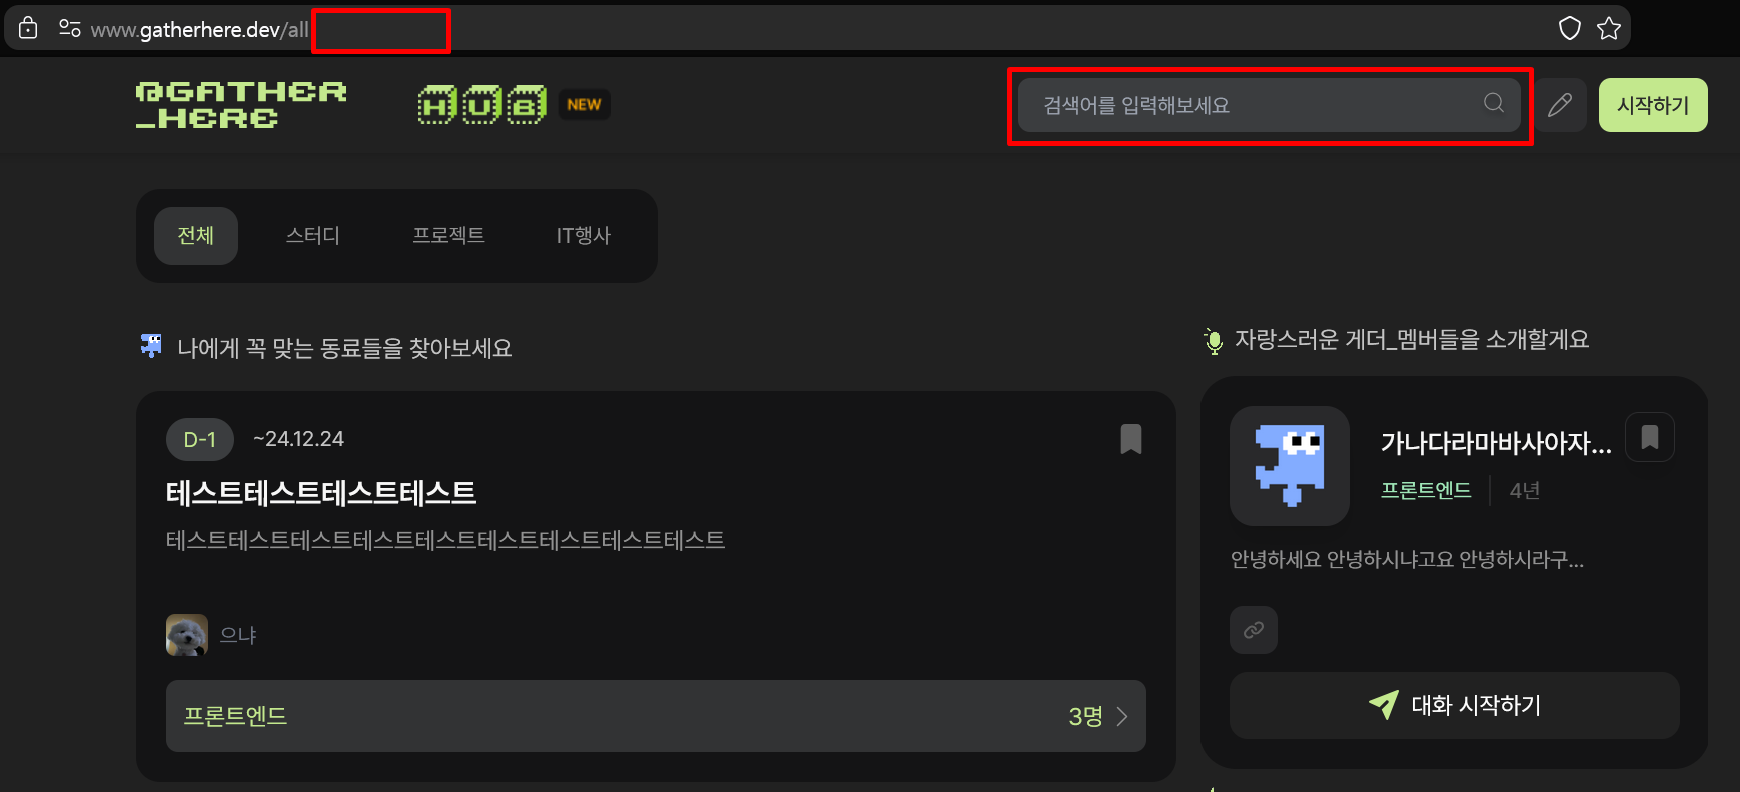 www.gatherhere.dev/all
@GATHER
_HERE
HUB NEW
검색어를 입력해보세요
시작하기
전체 스터디 프로젝트 IT행사
나에게 꼭 맞는 동료들을 찾아보세요
D-1 ~24.12.24
테스트테스트테스트테스트
테스트테스트테스트테스트테스트테스트테스트테스트테스트
으냐
프론트엔드 3명
자랑스러운 게더_멤버들을 소개할게요
가나다라마바사아자...
프론트엔드 4년
안녕하세요 안녕하시냐고요 안녕하시라구...
대화 시작하기